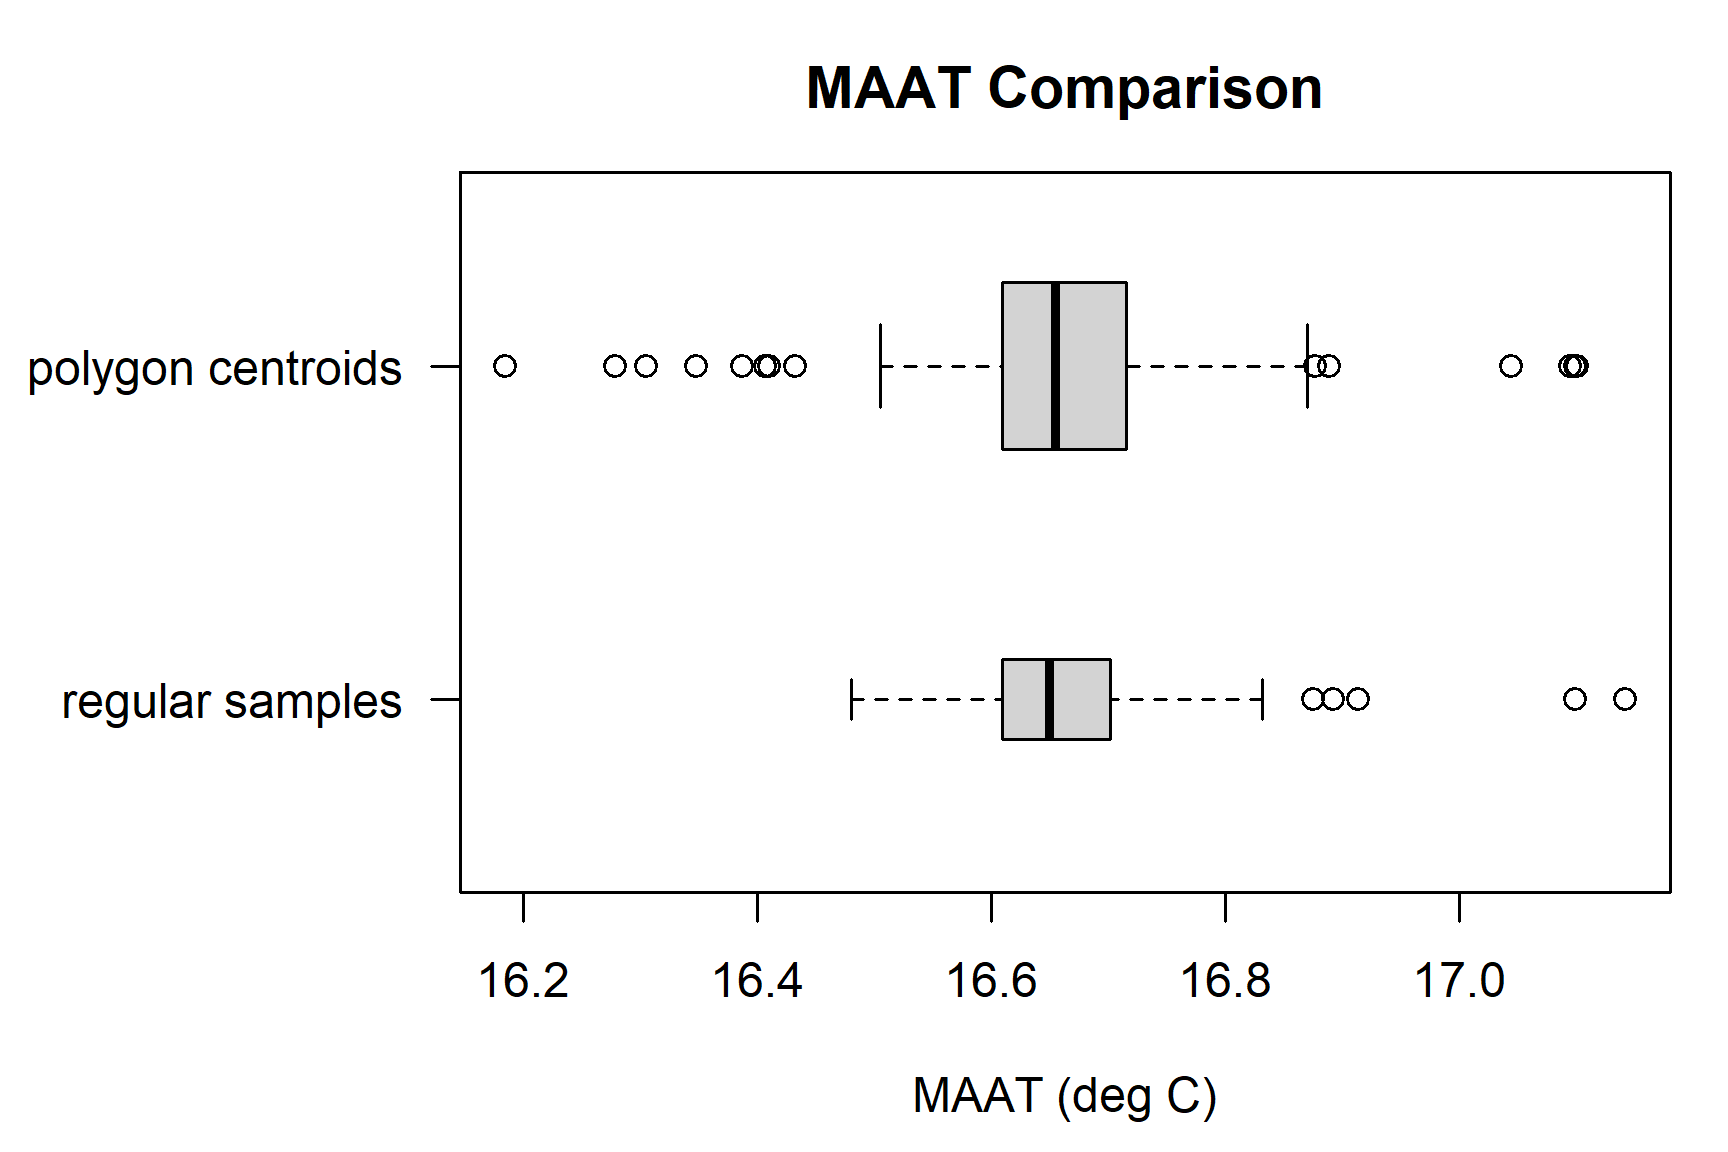 MAAT Comparison
polygon centroids
regular samples
16.2 16.4 16.6 16.8 17.0
MAAT (deg C)